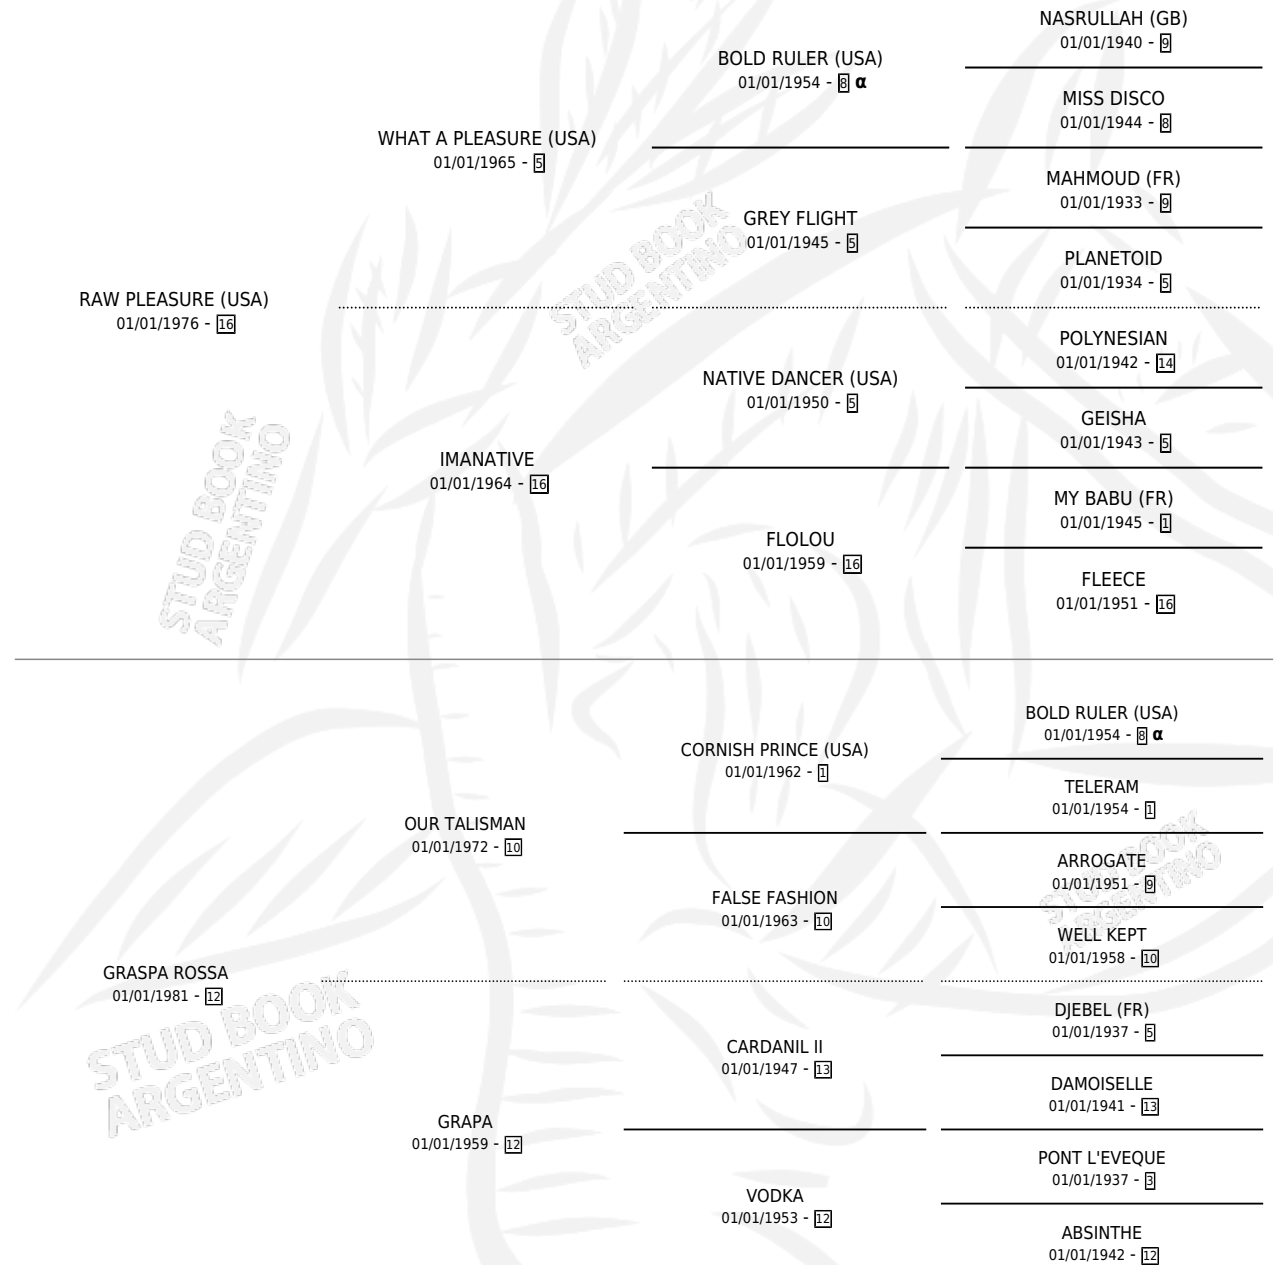 NASRULLAH (GB)
01/01/1940 - 9
BOLD RULER (USA)
01/01/1954 - 8 α
MISS DISCO
01/01/1944 - 8
WHAT A PLEASURE (USA)
01/01/1965 - 5
MAHMOUD (FR)
01/01/1933 - 9
GREY FLIGHT
01/01/1945 - 5
PLANETOID
01/01/1934 - 5
RAW PLEASURE (USA)
01/01/1976 - 16
POLYNESIAN
01/01/1942 - 14
NATIVE DANCER (USA)
01/01/1950 - 5
GEISHA
01/01/1943 - 5
IMANATIVE
01/01/1964 - 16
MY BABU (FR)
01/01/1945 - 1
FLOLOU
01/01/1959 - 16
FLEECE
01/01/1951 - 16
BOLD RULER (USA)
01/01/1954 - 8 α
CORNISH PRINCE (USA)
01/01/1962 - 1
TELERAM
01/01/1954 - 1
OUR TALISMAN
01/01/1972 - 10
ARROGATE
01/01/1951 - 9
FALSE FASHION
01/01/1963 - 10
WELL KEPT
01/01/1958 - 10
GRASPA ROSSA
01/01/1981 - 12
DJEBEL (FR)
01/01/1937 - 5
CARDANIL II
01/01/1947 - 13
DAMOISELLE
01/01/1941 - 13
GRAPA
01/01/1959 - 12
PONT L'EVEQUE
01/01/1937 - 3
VODKA
01/01/1953 - 12
ABSINTHE
01/01/1942 - 12
STUD BOOK
ARGENTINO
STUD BOOK
ARGENTINO
STUD BOOK
ARGENTINO
STUD BOOK
ARGENTINO